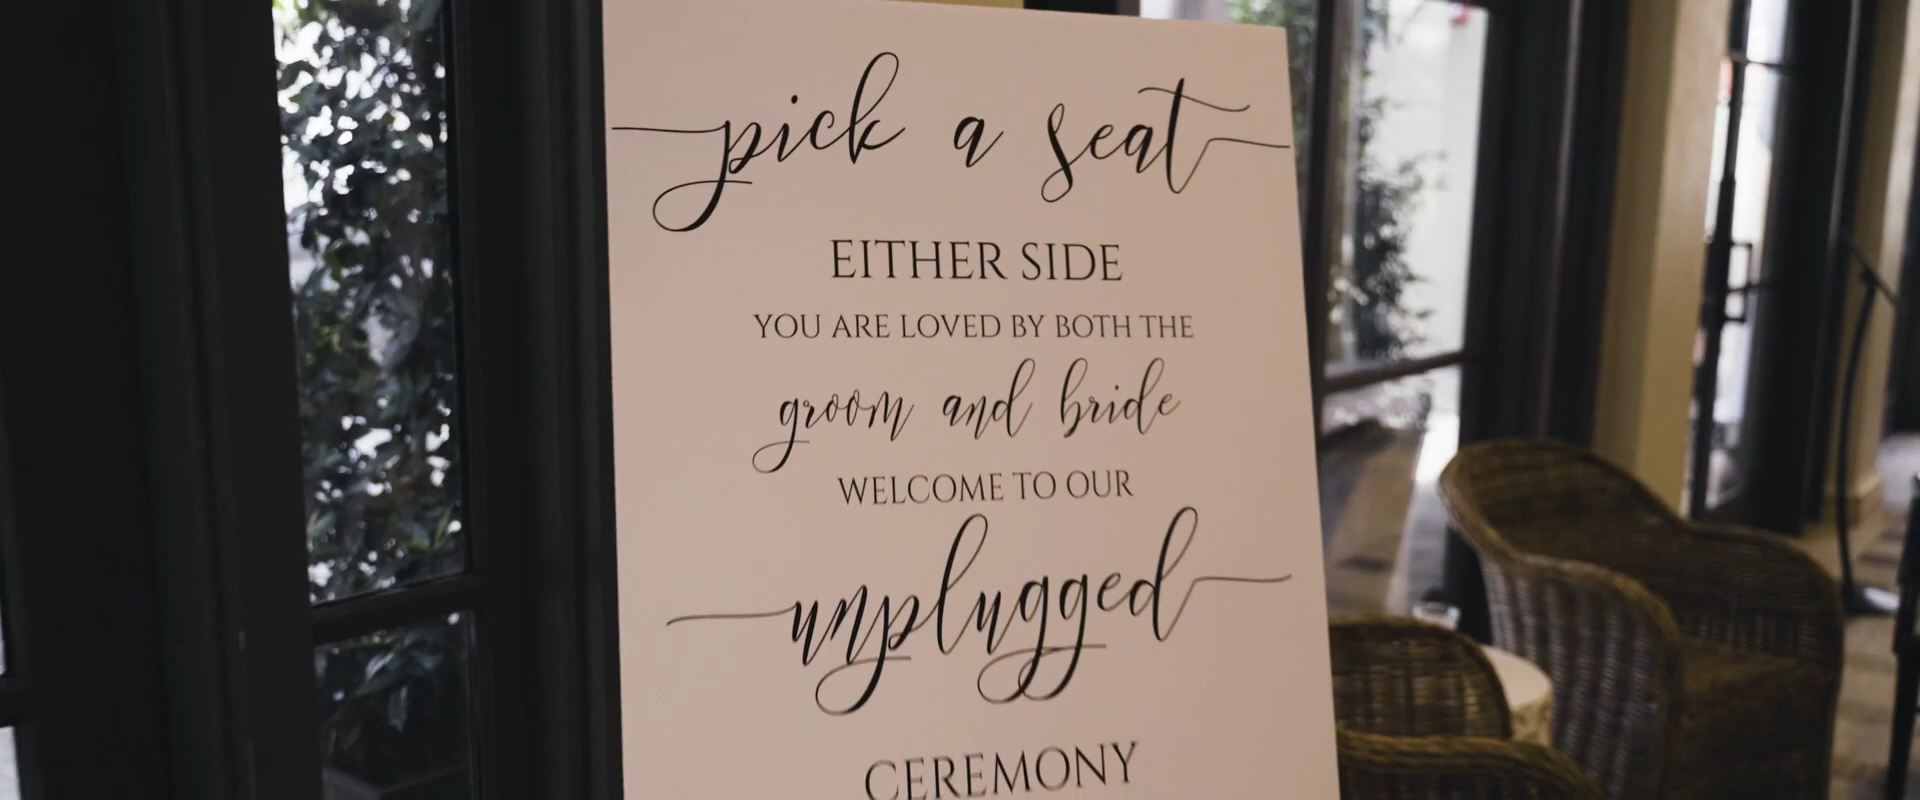 pick a seat
EITHER SIDE
YOU ARE LOVED BY BOTH THE
groom and bride
WELCOME TO OUR
unplugged
CEREMONY